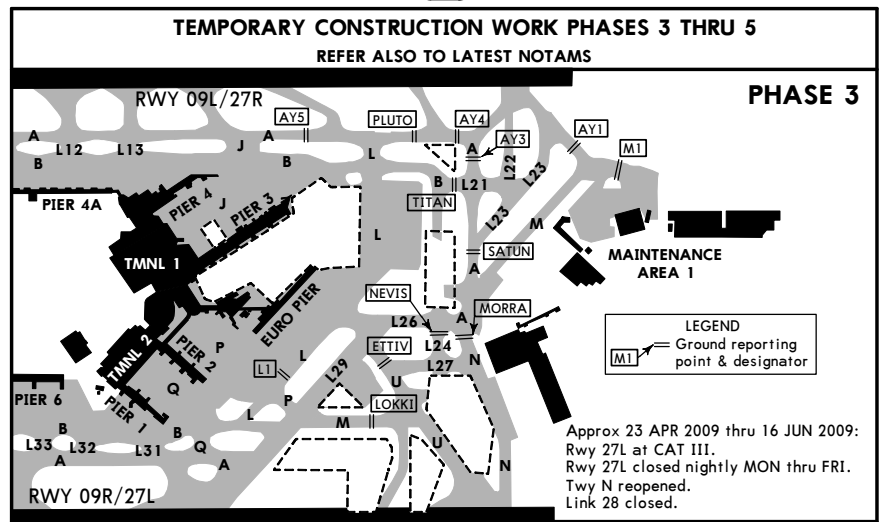 TEMPORARY CONSTRUCTION WORK PHASES 3 THRU 5
REFER ALSO TO LATEST NOTAMS
RWY 09L/27R
PHASE 3
AY5
PLUTO
AY4
AY3
AY1
M1
A
L12
L13
J
A
A
L22
L23
B
B
L
B
L21
PIER 4A
PIER 4
J
PIER 3
TITAN
L23
M
L
TMNL 1
SATUN
A
MAINTENANCE
AREA 1
NEVIS
MORRA
EURO PIER
L26
A
LEGEND
Ground reporting
point & designator
M1
TMNL 2
PIER 2
P
ETTIV
L24
N
L1
L
L29
L27
U
Q
P
PIER 6
PIER 1
L
LOKKI
M
U
N
B
L33
L32
L31
B
Q
A
A
RWY 09R/27L
Approx 23 APR 2009 thru 16 JUN 2009:
Rwy 27L at CAT III.
Rwy 27L closed nightly MON thru FRI.
Twy N reopened.
Link 28 closed.